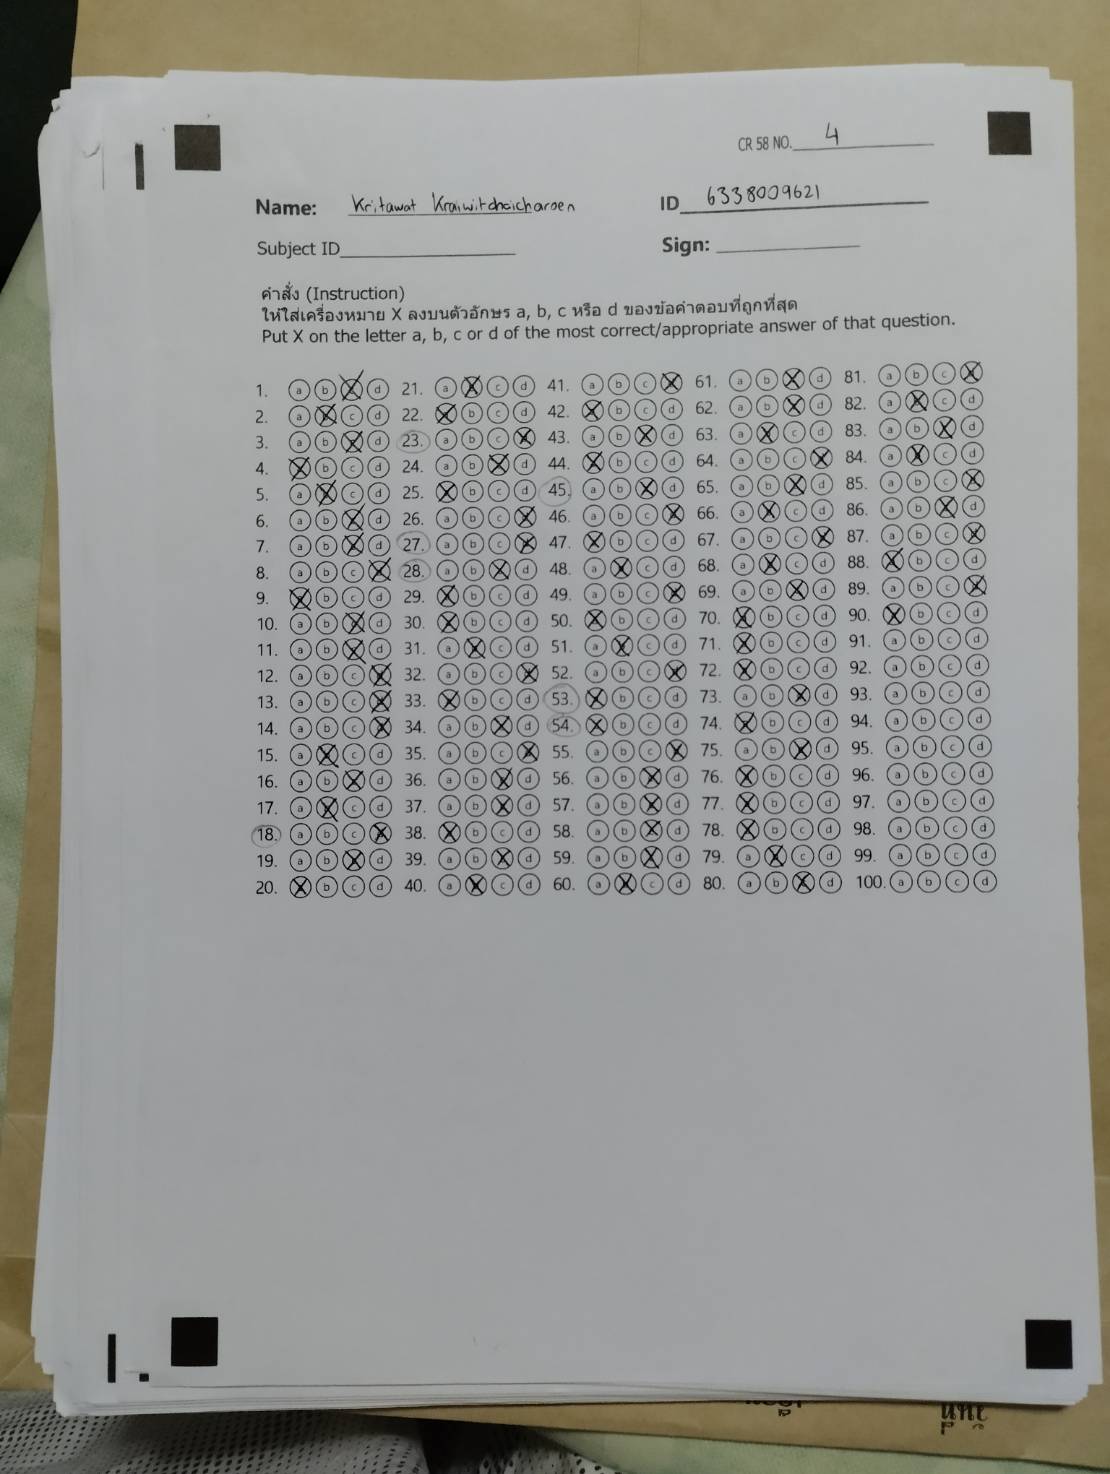 CR 58 NO. 4
Name: Kritawat Kraiwitchaicharoen ID 6338009621
Subject ID Sign:
คำสั่ง (Instruction)
ให้ใส่เครื่องหมาย X ลงบนตัวอักษร a, b, c หรือ d ของข้อคำตอบที่ถูกที่สุด
Put X on the letter a, b, c or d of the most correct/appropriate answer of that question.
1. a b c d 21. a b c d 41. a b c d 61. a b c d 81. a b c d
2. a b c d 22. a b c d 42. a b c d 62. a b c d 82. a b c d
3. a b c d 23. a b c d 43. a b c d 63. a b c d 83. a b c d
4. a b c d 24. a b c d 44. a b c d 64. a b c d 84. a b c d
5. a b c d 25. a b c d 45. a b c d 65. a b c d 85. a b c d
6. a b c d 26. a b c d 46. a b c d 66. a b c d 86. a b c d
7. a b c d 27. a b c d 47. a b c d 67. a b c d 87. a b c d
8. a b c d 28. a b c d 48. a b c d 68. a b c d 88. a b c d
9. a b c d 29. a b c d 49. a b c d 69. a b c d 89. a b c d
10. a b c d 30. a b c d 50. a b c d 70. a b c d 90. a b c d
11. a b c d 31. a b c d 51. a b c d 71. a b c d 91. a b c d
12. a b c d 32. a b c d 52. a b c d 72. a b c d 92. a b c d
13. a b c d 33. a b c d 53. a b c d 73. a b c d 93. a b c d
14. a b c d 34. a b c d 54. a b c d 74. a b c d 94. a b c d
15. a b c d 35. a b c d 55. a b c d 75. a b c d 95. a b c d
16. a b c d 36. a b c d 56. a b c d 76. a b c d 96. a b c d
17. a b c d 37. a b c d 57. a b c d 77. a b c d 97. a b c d
18. a b c d 38. a b c d 58. a b c d 78. a b c d 98. a b c d
19. a b c d 39. a b c d 59. a b c d 79. a b c d 99. a b c d
20. a b c d 40. a b c d 60. a b c d 80. a b c d 100. a b c d